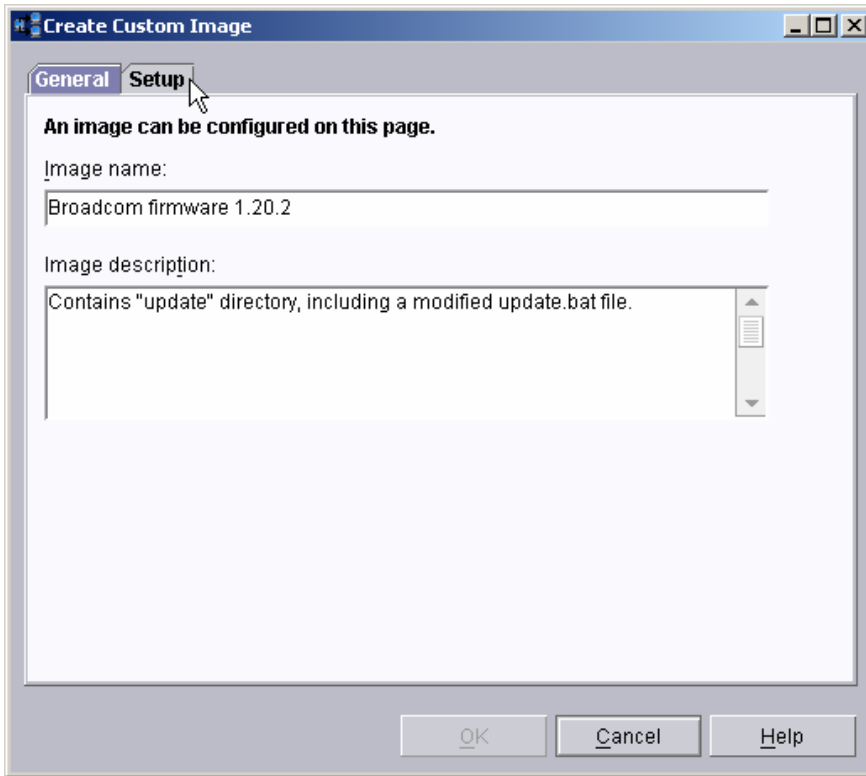 Create Custom Image
General Setup
An image can be configured on this page.
Image name:
Broadcom firmware 1.20.2
Image description:
Contains "update" directory, including a modified update.bat file.
OK Cancel Help